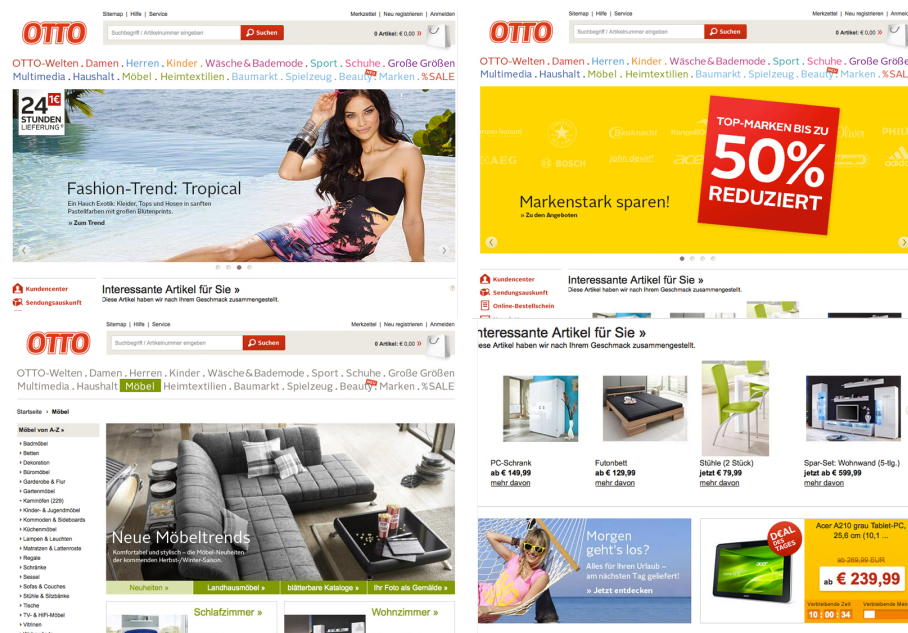 Sitemap | Hilfe | Service
Merkzettel | Neu registrieren | Anmelden
OTTO
Suchbegriff / Artikelnummer eingeben
Suchen
0 Artikel: € 0,00 »
OTTO-Welten . Damen . Herren . Kinder . Wäsche & Bademode . Sport . Schuhe . Große Größen
Multimedia . Haushalt . Möbel . Heimtextilien . Baumarkt . Spielzeug . Beauty . Marken . %SALE
NEU
24 1€
STUNDEN
LIEFERUNG
Fashion-Trend: Tropical
Ein Hauch Exotik: Kleider, Tops und Hosen in sanften
Pastellfarben mit großen Blütenprints.
» Zum Trend
Kundencenter
Sendungsauskunft
Interessante Artikel für Sie »
Diese Artikel haben wir nach Ihrem Geschmack zusammengestellt.
Sitemap | Hilfe | Service
Merkzettel | Neu registrieren
OTTO
Suchbegriff / Artikelnummer eingeben
Suchen
0 Artikel: € 0,00 »
OTTO-Welten . Damen . Herren . Kinder . Wäsche & Bademode . Sport . Schuhe . Große
Multimedia . Haushalt . Möbel . Heimtextilien . Baumarkt . Spielzeug . Beauty . Marken . %SAL
NEU
TOP-MARKEN BIS ZU
50%
REDUZIERT
Bauknecht
AEG
BOSCH
acer
adidas
Markenstark sparen!
» Zu den Angeboten
Kundencenter
Sendungsauskunft
Online-Bestellschein
Interessante Artikel für Sie »
Diese Artikel haben wir nach Ihrem Geschmack zusammengestellt.
Sitemap | Hilfe | Service
Merkzettel | Neu registrieren | Anmelden
OTTO
Suchbegriff / Artikelnummer eingeben
Suchen
0 Artikel: € 0,00 »
OTTO-Welten . Damen . Herren . Kinder . Wäsche & Bademode . Sport . Schuhe . Große Größen
Multimedia . Haushalt Möbel Heimtextilien . Baumarkt . Spielzeug . Beauty . Marken . %SALE
NEU
Startseite › Möbel
Möbel von A-Z »
Badmöbel
Betten
Dekoration
Büromöbel
Garderobe & Flur
Gartenmöbel
Kaminöfen (229)
Kinder- & Jugendmöbel
Kommoden & Sideboards
Küchenmöbel
Lampen & Leuchten
Matratzen & Lattenroste
Regale
Schränke
Sessel
Sofas & Couches
Stühle & Sitzbänke
Tische
TV- & HiFi-Möbel
Vitrinen
Neue Möbeltrends
Komfortabel und stylisch – die Möbel-Neuheiten
der kommenden Herbst-/Winter-Saison.
Neuheiten »
Landhausmöbel »
blätterbare Kataloge »
Ihr Foto als Gemälde »
Schlafzimmer »
Wohnzimmer »
nteressante Artikel für Sie »
ese Artikel haben wir nach Ihrem Geschmack zusammengestellt.
PC-Schrank
ab € 149,99
mehr davon
Futonbett
ab € 129,99
mehr davon
Stühle (2 Stück)
jetzt € 79,99
mehr davon
Spar-Set: Wohnwand (5-tlg.)
jetzt ab € 599,99
mehr davon
Morgen
geht's los?
Alles für Ihren Urlaub –
am nächsten Tag geliefert!
» Jetzt entdecken
DEAL
DES
TAGES
acer
Acer A210 grau Tablet-PC,
25,6 cm (10,1 ...
ab 269,99 EUR
ab € 239,99
Verbleibende Zeit
10 : 00 : 34